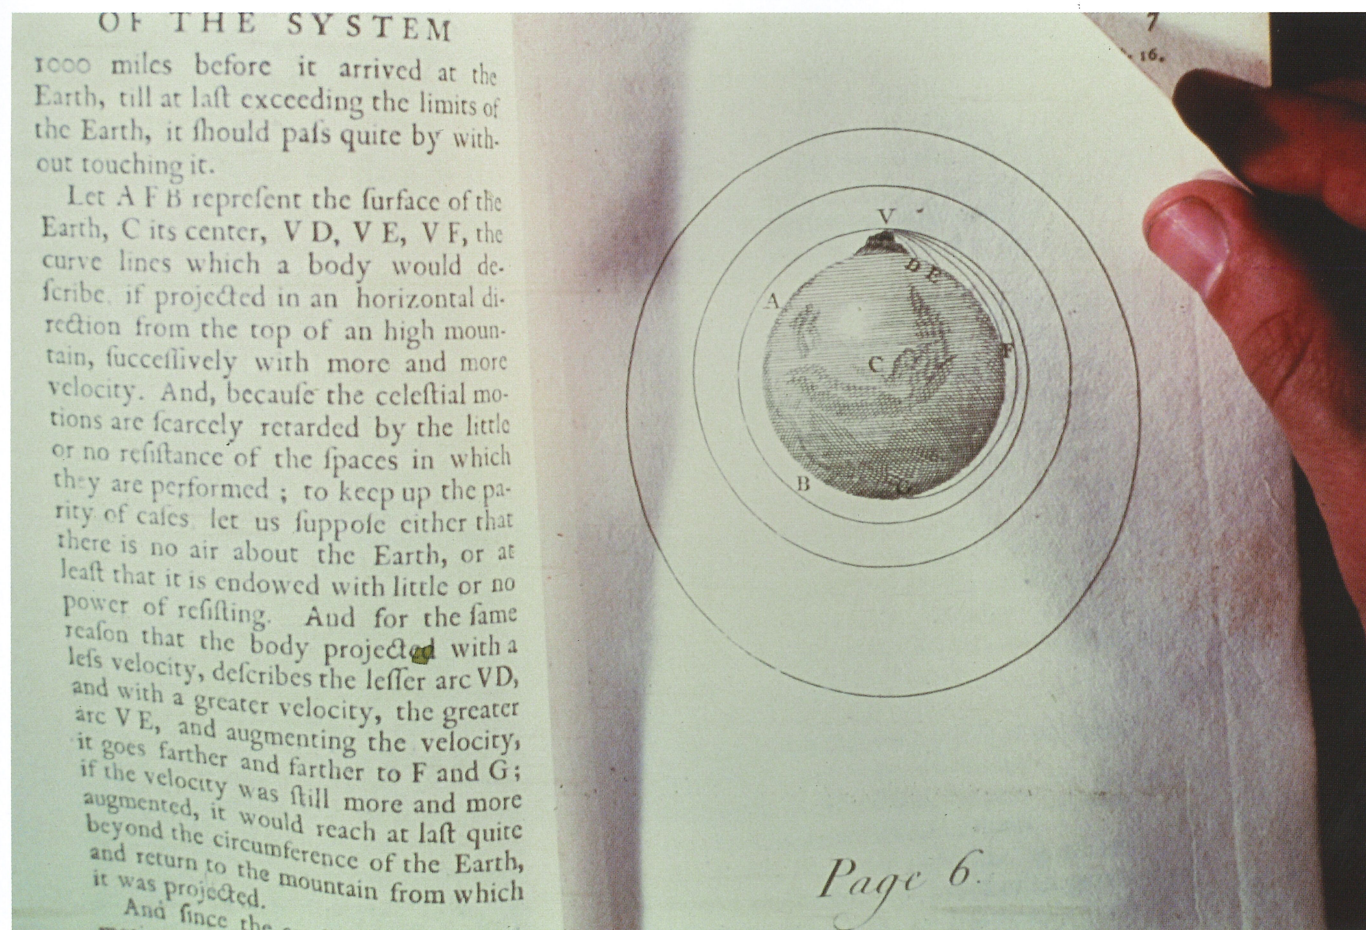 OF THE SYSTEM
1000 miles before it arrived at the
Earth, till at laſt exceeding the limits of
the Earth, it ſhould paſs quite by with-
out touching it.
Let A F B repreſent the ſurface of the
Earth, C its center, V D, V E, V F, the
curve lines which a body would de-
ſcribe, if projected in an horizontal di-
rection from the top of an high moun-
tain, ſucceſſively with more and more
velocity. And, becauſe the celeſtial mo-
tions are ſcarcely retarded by the little
or no reſiſtance of the ſpaces in which
they are performed ; to keep up the pa-
rity of caſes, let us ſuppoſe either that
there is no air about the Earth, or at
leaſt that it is endowed with little or no
power of reſiſting. And for the ſame
reaſon that the body projected with a
leſs velocity, deſcribes the leſſer arc V D,
and with a greater velocity, the greater
arc V E, and augmenting the velocity,
it goes farther and farther to F and G ;
if the velocity was ſtill more and more
augmented, it would reach at laſt quite
beyond the circumference of the Earth,
and return to the mountain from which
it was projected.
And ſince the
V
D E
A
F
C
B
G
Page 6.
7
16.